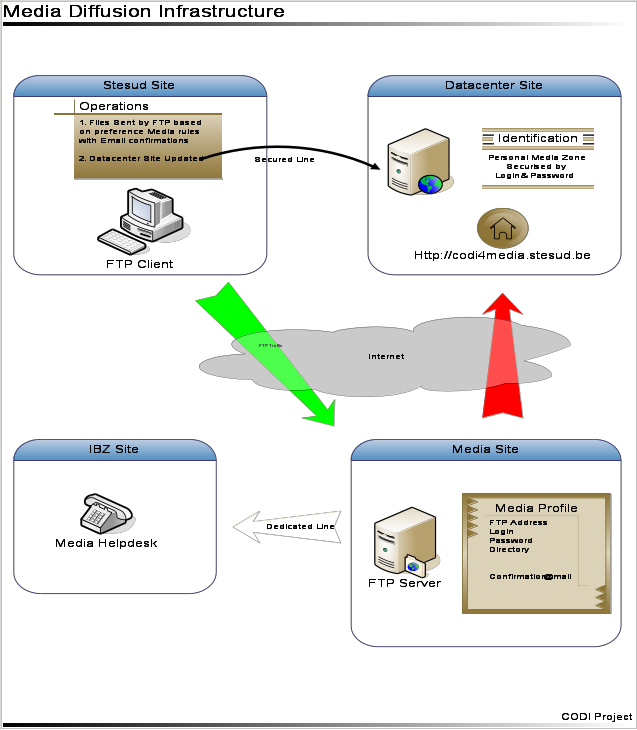 Media Diffusion Infrastructure
Stesud Site
Operations
1. Files Sent by FTP based
on preference Media rules
with Email confirmations
2. Datacenter Site Updated
FTP Client
Secured Line
Datacenter Site
Identification
Personal Media Zone
Securised by
Login & Password
Http://codi4media.stesud.be
FTP Traffic
Internet
IBZ Site
Media Helpdesk
Dedicated Line
Media Site
FTP Server
Media Profile
FTP Address
Login
Password
Directory
Confirmation@mail
CODI Project